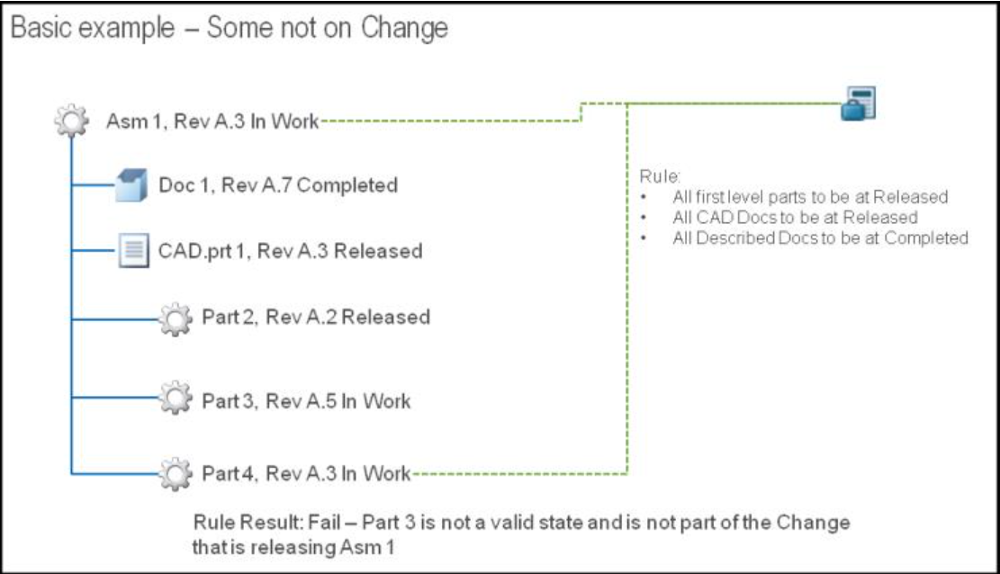 Basic example – Some not on Change
Asm 1, Rev A.3 In Work
Doc 1, Rev A.7 Completed
CAD.prt 1, Rev A.3 Released
Part 2, Rev A.2 Released
Part 3, Rev A.5 In Work
Part 4, Rev A.3 In Work
Rule:
• All first level parts to be at Released
• All CAD Docs to be at Released
• All Described Docs to be at Completed
Rule Result: Fail – Part 3 is not a valid state and is not part of the Change
that is releasing Asm 1